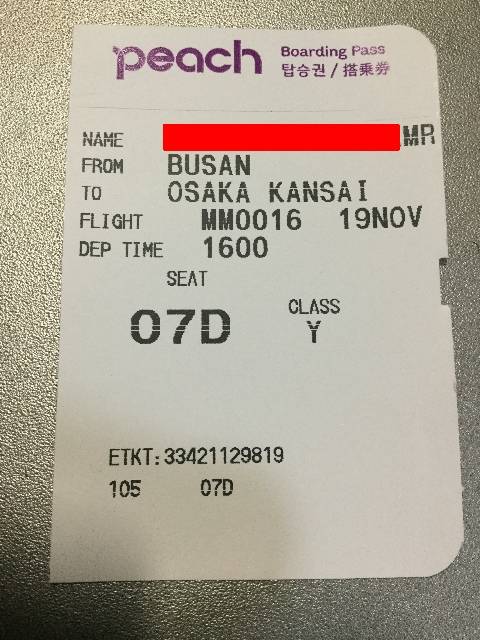 peach Boarding Pass
탑승권 / 搭乗券
NAME MR
FROM BUSAN
TO OSAKA KANSAI
FLIGHT MM0016 19NOV
DEP TIME 1600
SEAT
07D
CLASS
Y
ETKT:33421129819
105 07D